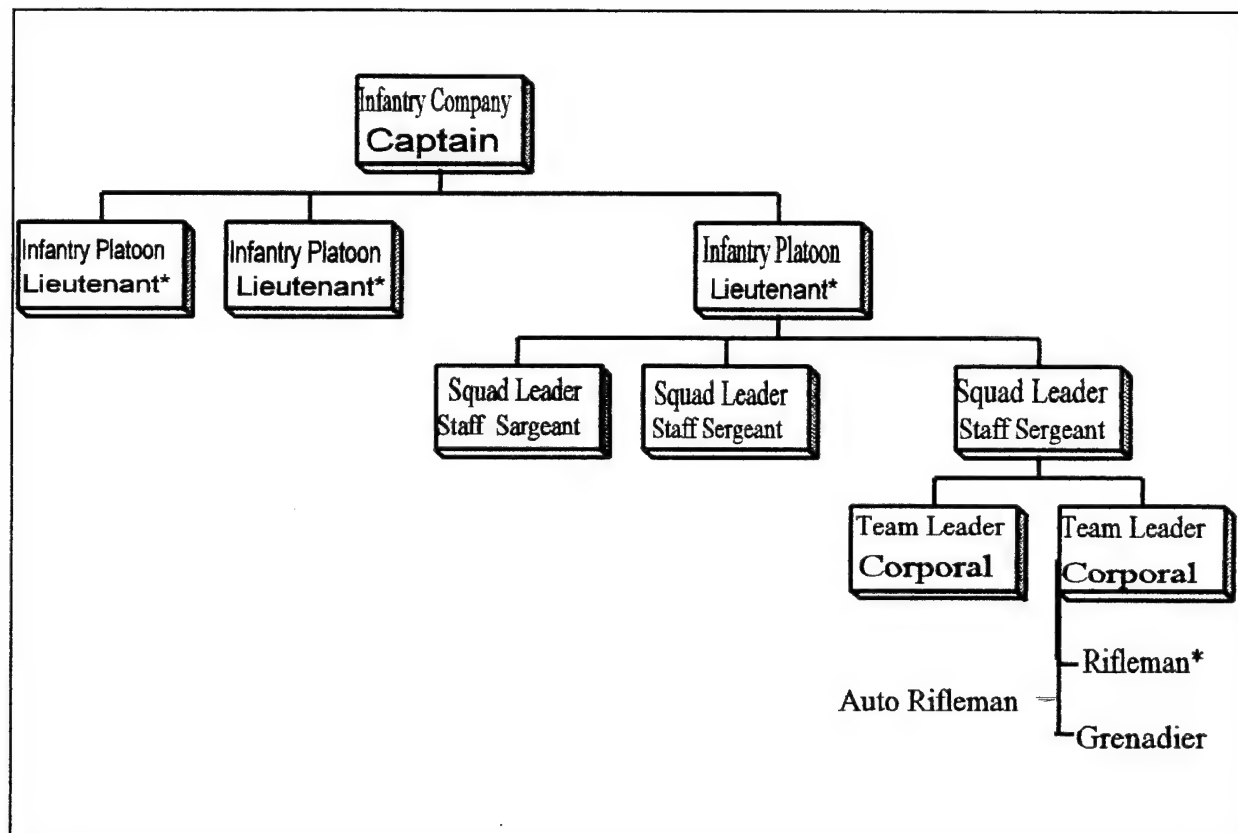 Infantry Company
Captain
Infantry Platoon
Lieutenant*
Infantry Platoon
Lieutenant*
Infantry Platoon
Lieutenant*
Squad Leader
Staff Sargeant
Squad Leader
Staff Sergeant
Squad Leader
Staff Sergeant
Team Leader
Corporal
Team Leader
Corporal
Rifleman*
Auto Rifleman
Grenadier